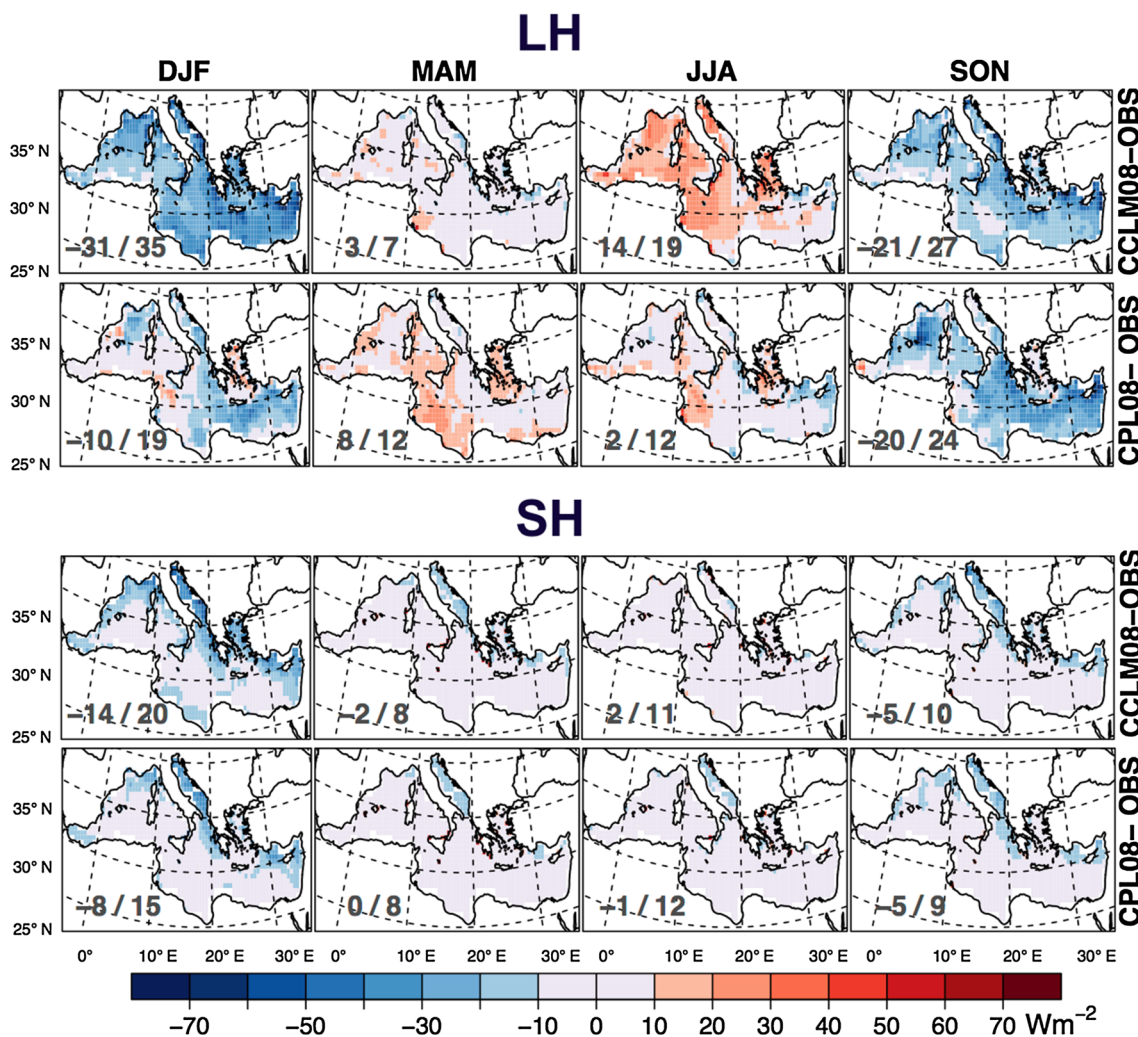 LH
DJF MAM JJA SON
35° N
30° N
25° N
−31 / 35 3 / 7 14 / 19 −21 / 27
CCLM08−OBS
35° N
30° N
25° N
−10 / 19 8 / 12 2 / 12 −20 / 24
CPL08− OBS
SH
35° N
30° N
25° N
−14 / 20 −2 / 8 2 / 11 −5 / 10
CCLM08−OBS
35° N
30° N
25° N
−8 / 15 0 / 8 −1 / 12 −5 / 9
CPL08− OBS
0° 10° E 20° E 30° E 0° 10° E 20° E 30° E 0° 10° E 20° E 30° E 0° 10° E 20° E 30° E
−70 −50 −30 −10 0 10 20 30 40 50 60 70 Wm−2